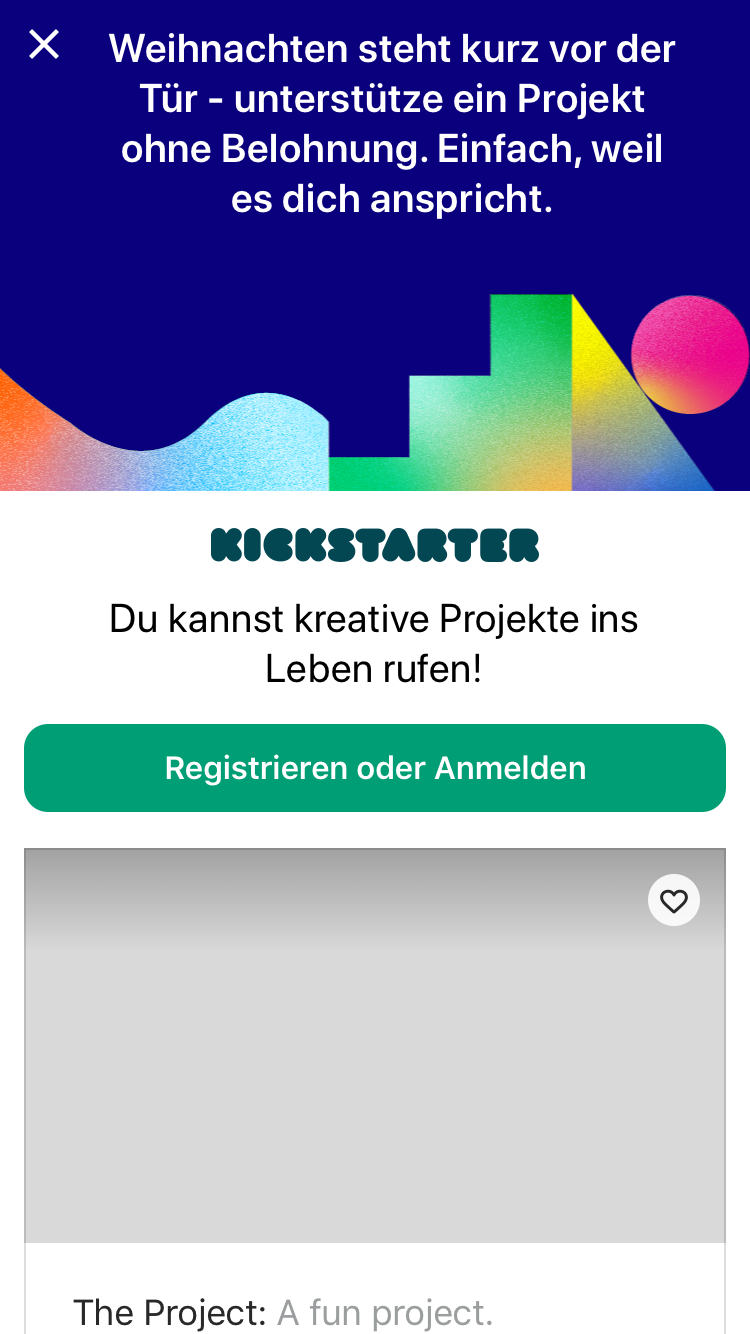 Weihnachten steht kurz vor der
Tür - unterstütze ein Projekt
ohne Belohnung. Einfach, weil
es dich anspricht.
KICKSTARTER
Du kannst kreative Projekte ins
Leben rufen!
Registrieren oder Anmelden
The Project: A fun project.